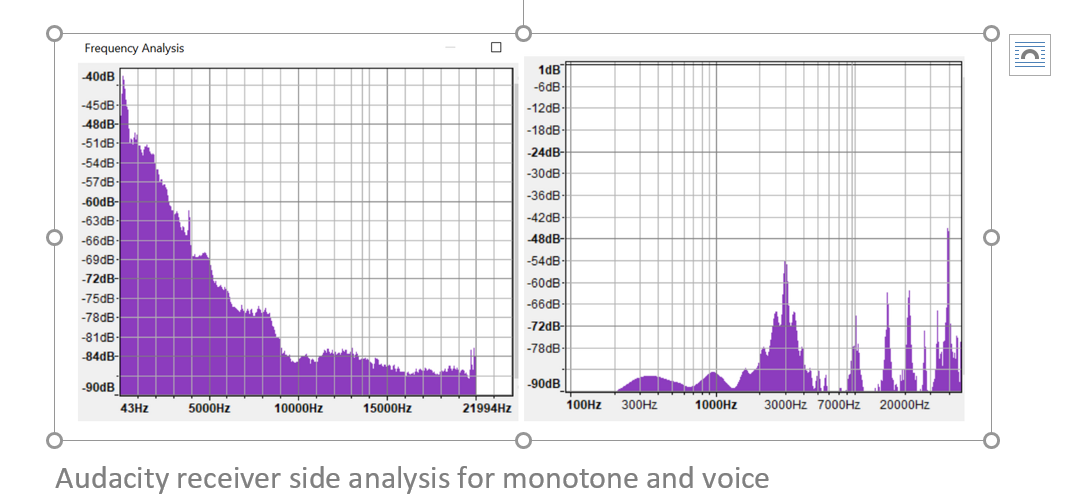 Frequency Analysis
-40dB
-45dB
-48dB
-51dB
-54dB
-57dB
-60dB
-63dB
-66dB
-69dB
-72dB
-75dB
-78dB
-81dB
-84dB
-90dB
43Hz 5000Hz 10000Hz 15000Hz 21994Hz
1dB
-6dB
-12dB
-18dB
-24dB
-30dB
-36dB
-42dB
-48dB
-54dB
-60dB
-66dB
-72dB
-78dB
-90dB
100Hz 300Hz 1000Hz 3000Hz 7000Hz 20000Hz
Audacity receiver side analysis for monotone and voice